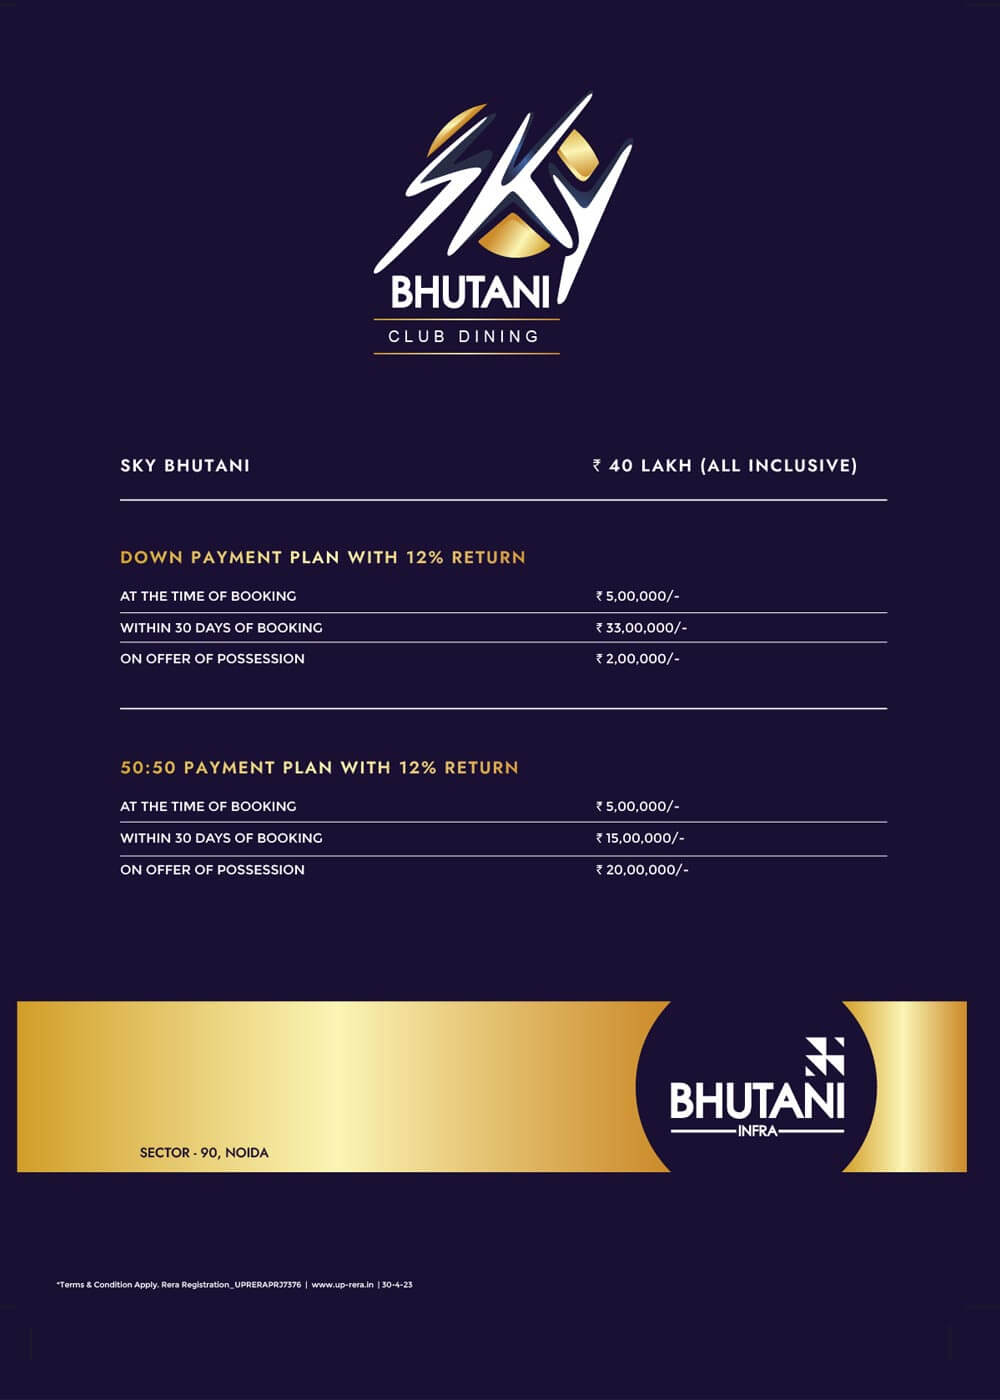 SKY
BHUTANI
CLUB DINING
SKY BHUTANI ₹ 40 LAKH (ALL INCLUSIVE)
DOWN PAYMENT PLAN WITH 12% RETURN
AT THE TIME OF BOOKING ₹ 5,00,000/-
WITHIN 30 DAYS OF BOOKING ₹ 33,00,000/-
ON OFFER OF POSSESSION ₹ 2,00,000/-
50:50 PAYMENT PLAN WITH 12% RETURN
AT THE TIME OF BOOKING ₹ 5,00,000/-
WITHIN 30 DAYS OF BOOKING ₹ 15,00,000/-
ON OFFER OF POSSESSION ₹ 20,00,000/-
BHUTANI
INFRA
SECTOR - 90, NOIDA
*Terms & Condition Apply. Rera Registration_UPRERAPRJ7376 | www.up-rera.in | 30-4-23